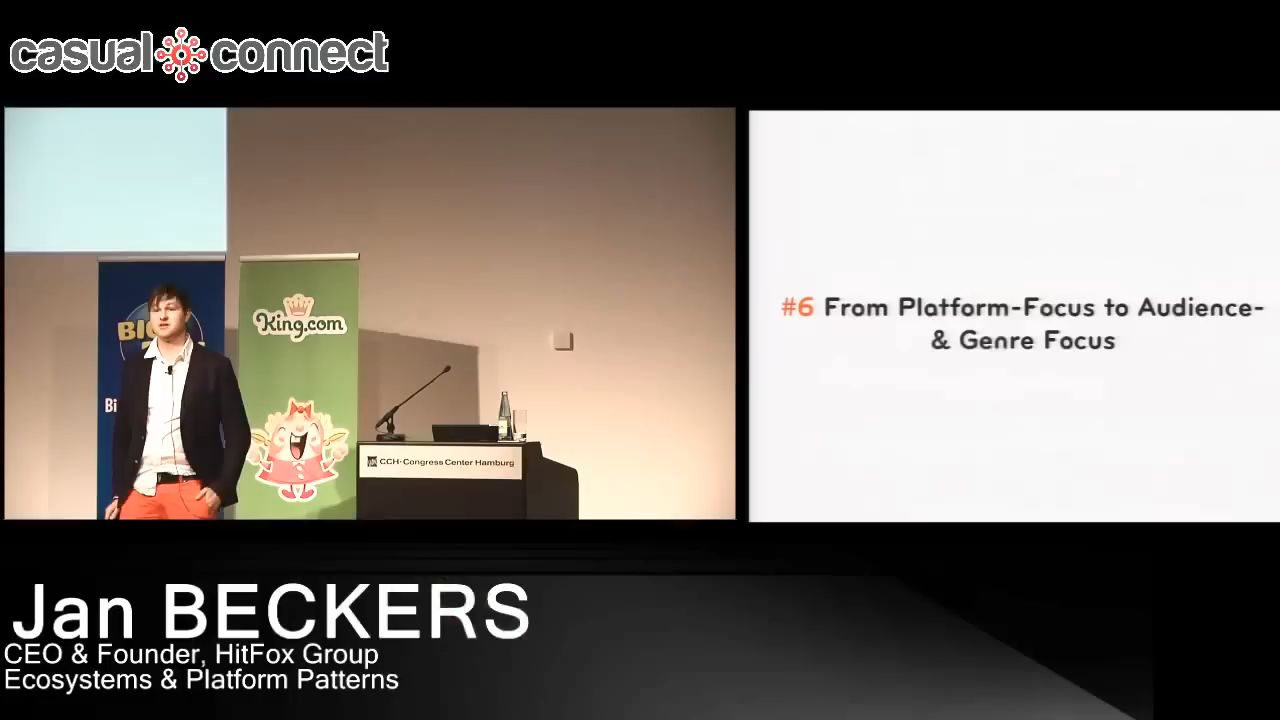 casual connect
#6 From Platform-Focus to Audience-
& Genre Focus
King.com
CCH-Congress Center Hamburg
Jan BECKERS
CEO & Founder, HitFox Group
Ecosystems & Platform Patterns